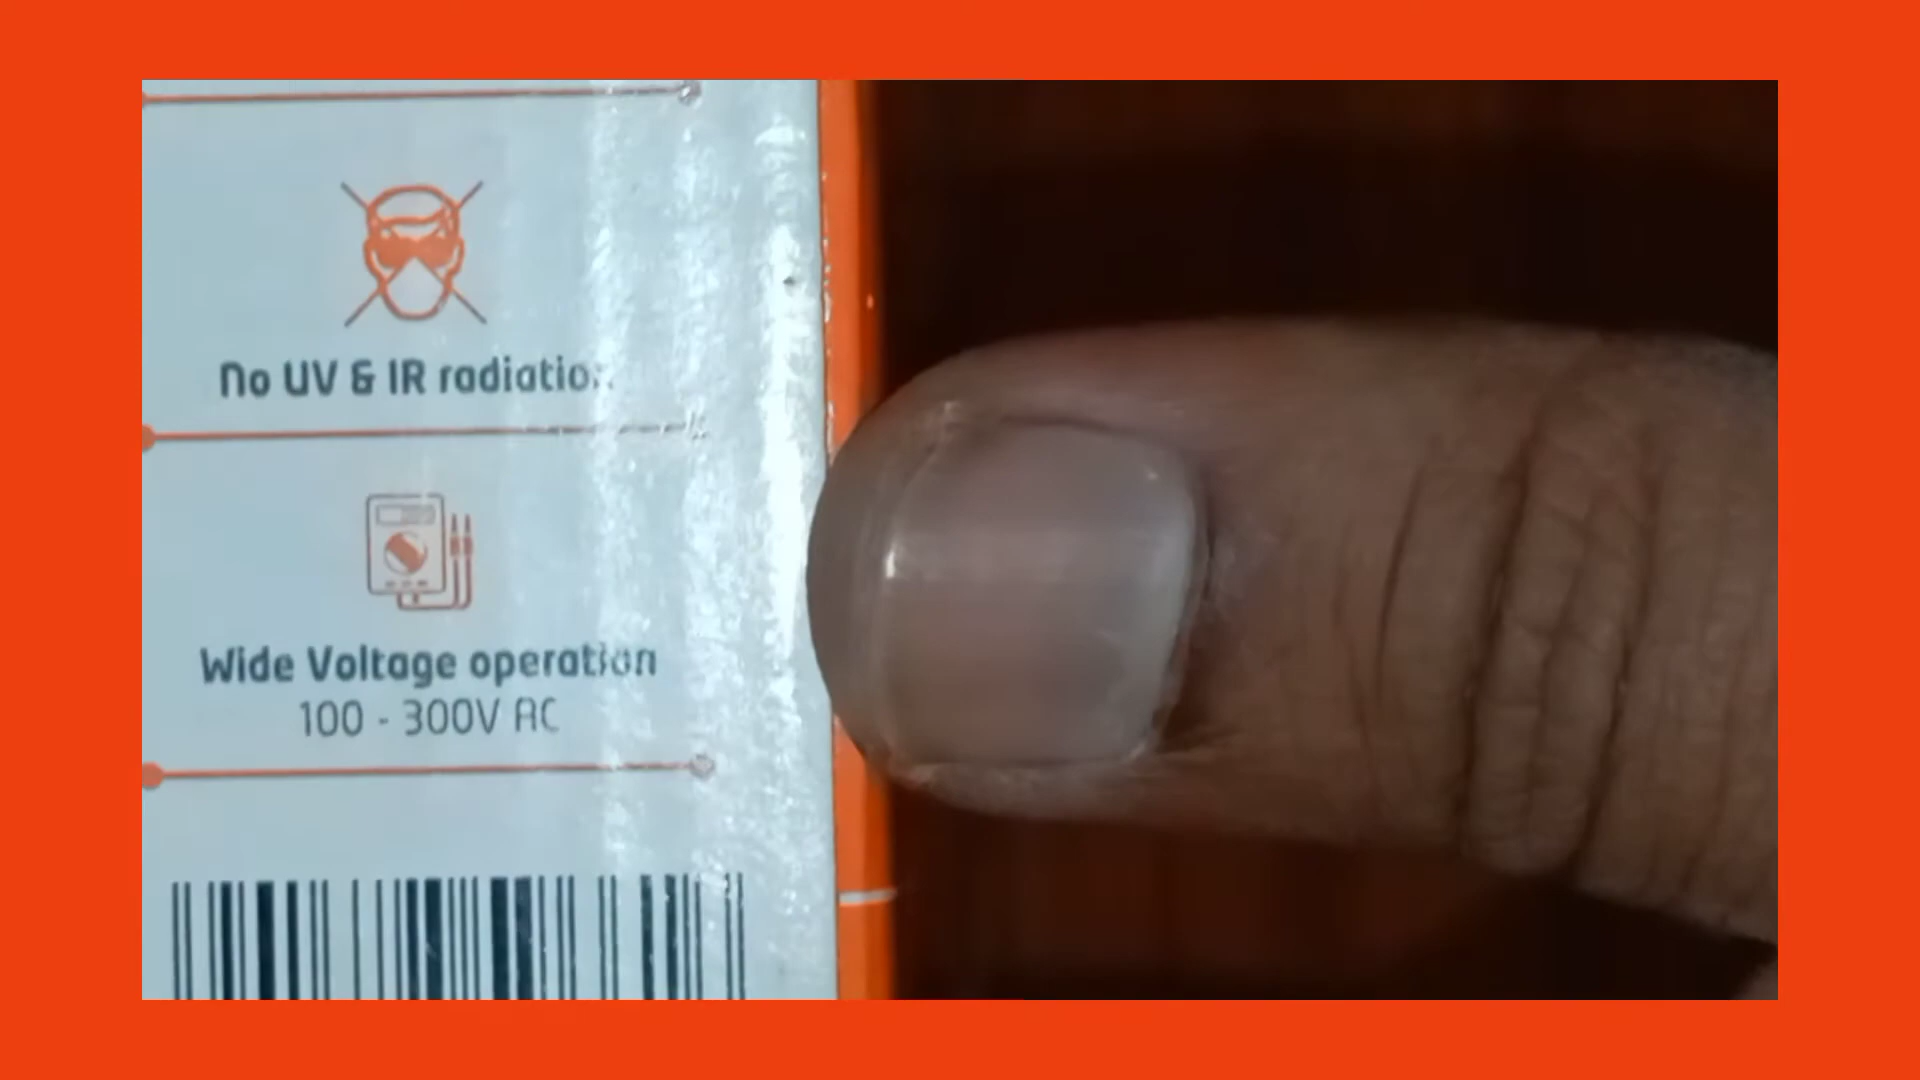 No UV & IR radiation
Wide Voltage operation
100 - 300V AC